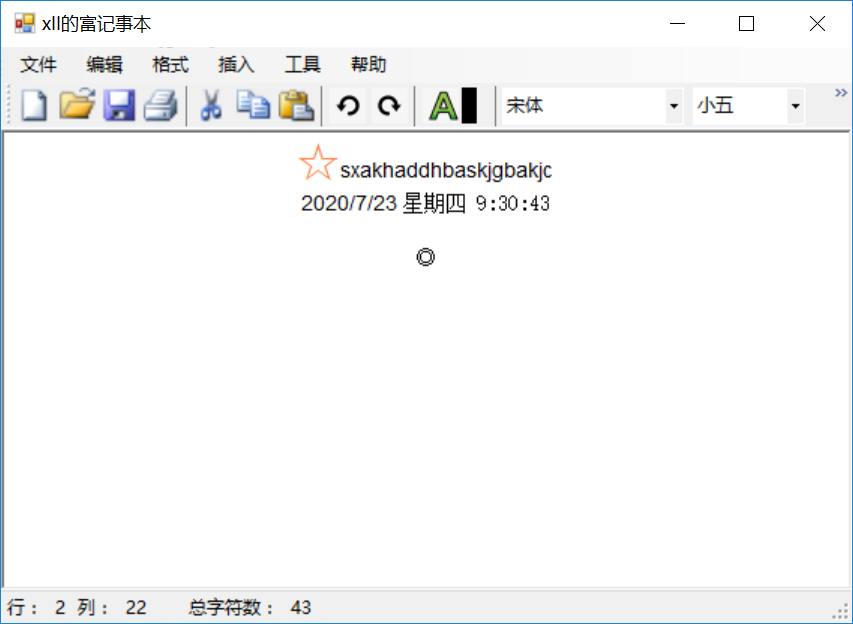 xll的富记事本
文件 编辑 格式 插入 工具 帮助
宋体 小五
☆sxakhaddhbaskjgbakjc
2020/7/23 星期四 9:30:43
◎
行： 2 列： 22 总字符数： 43